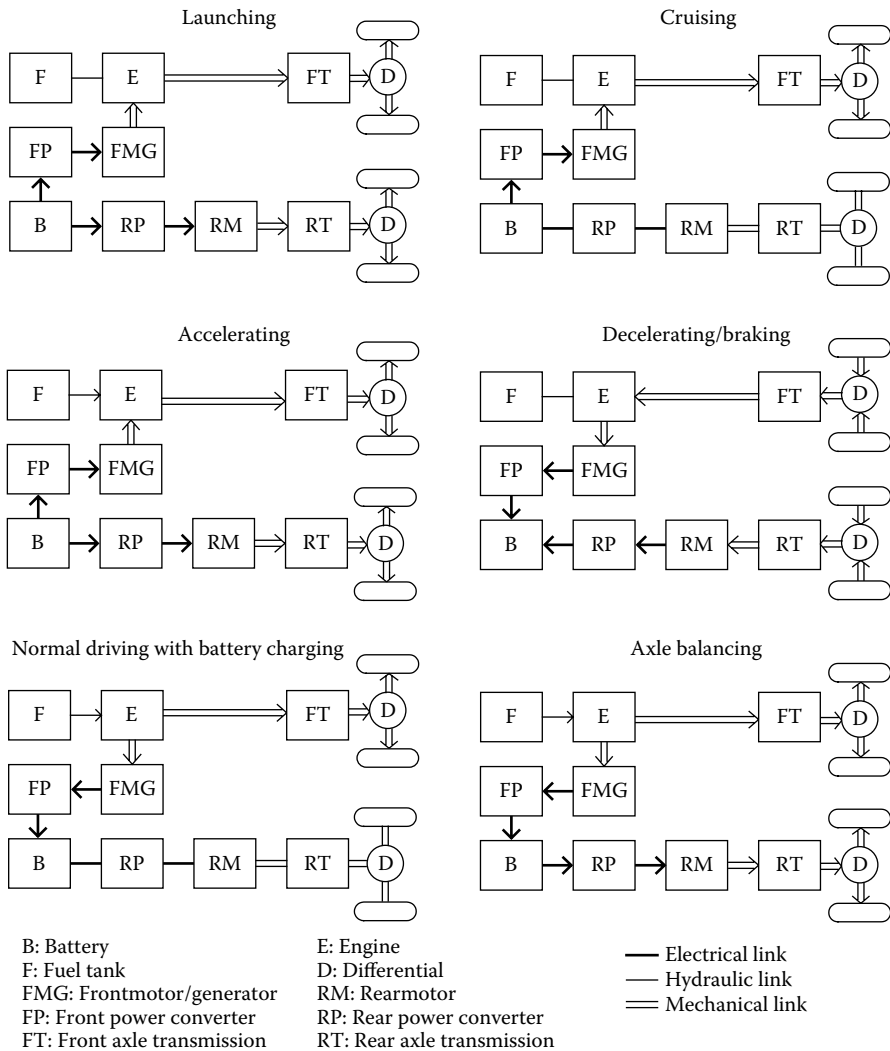 Launching
F E FT D
FP FMG
B RP RM RT D
Cruising
F E FT D
FP FMG
B RP RM RT D
Accelerating
F E FT D
FP FMG
B RP RM RT D
Decelerating/braking
F E FT D
FP FMG
B RP RM RT D
Normal driving with battery charging
F E FT D
FP FMG
B RP RM RT D
Axle balancing
F E FT D
FP FMG
B RP RM RT D
B: Battery
F: Fuel tank
FMG: Frontmotor/generator
FP: Front power converter
FT: Front axle transmission
E: Engine
D: Differential
RM: Rearmotor
RP: Rear power converter
RT: Rear axle transmission
Electrical link
Hydraulic link
Mechanical link